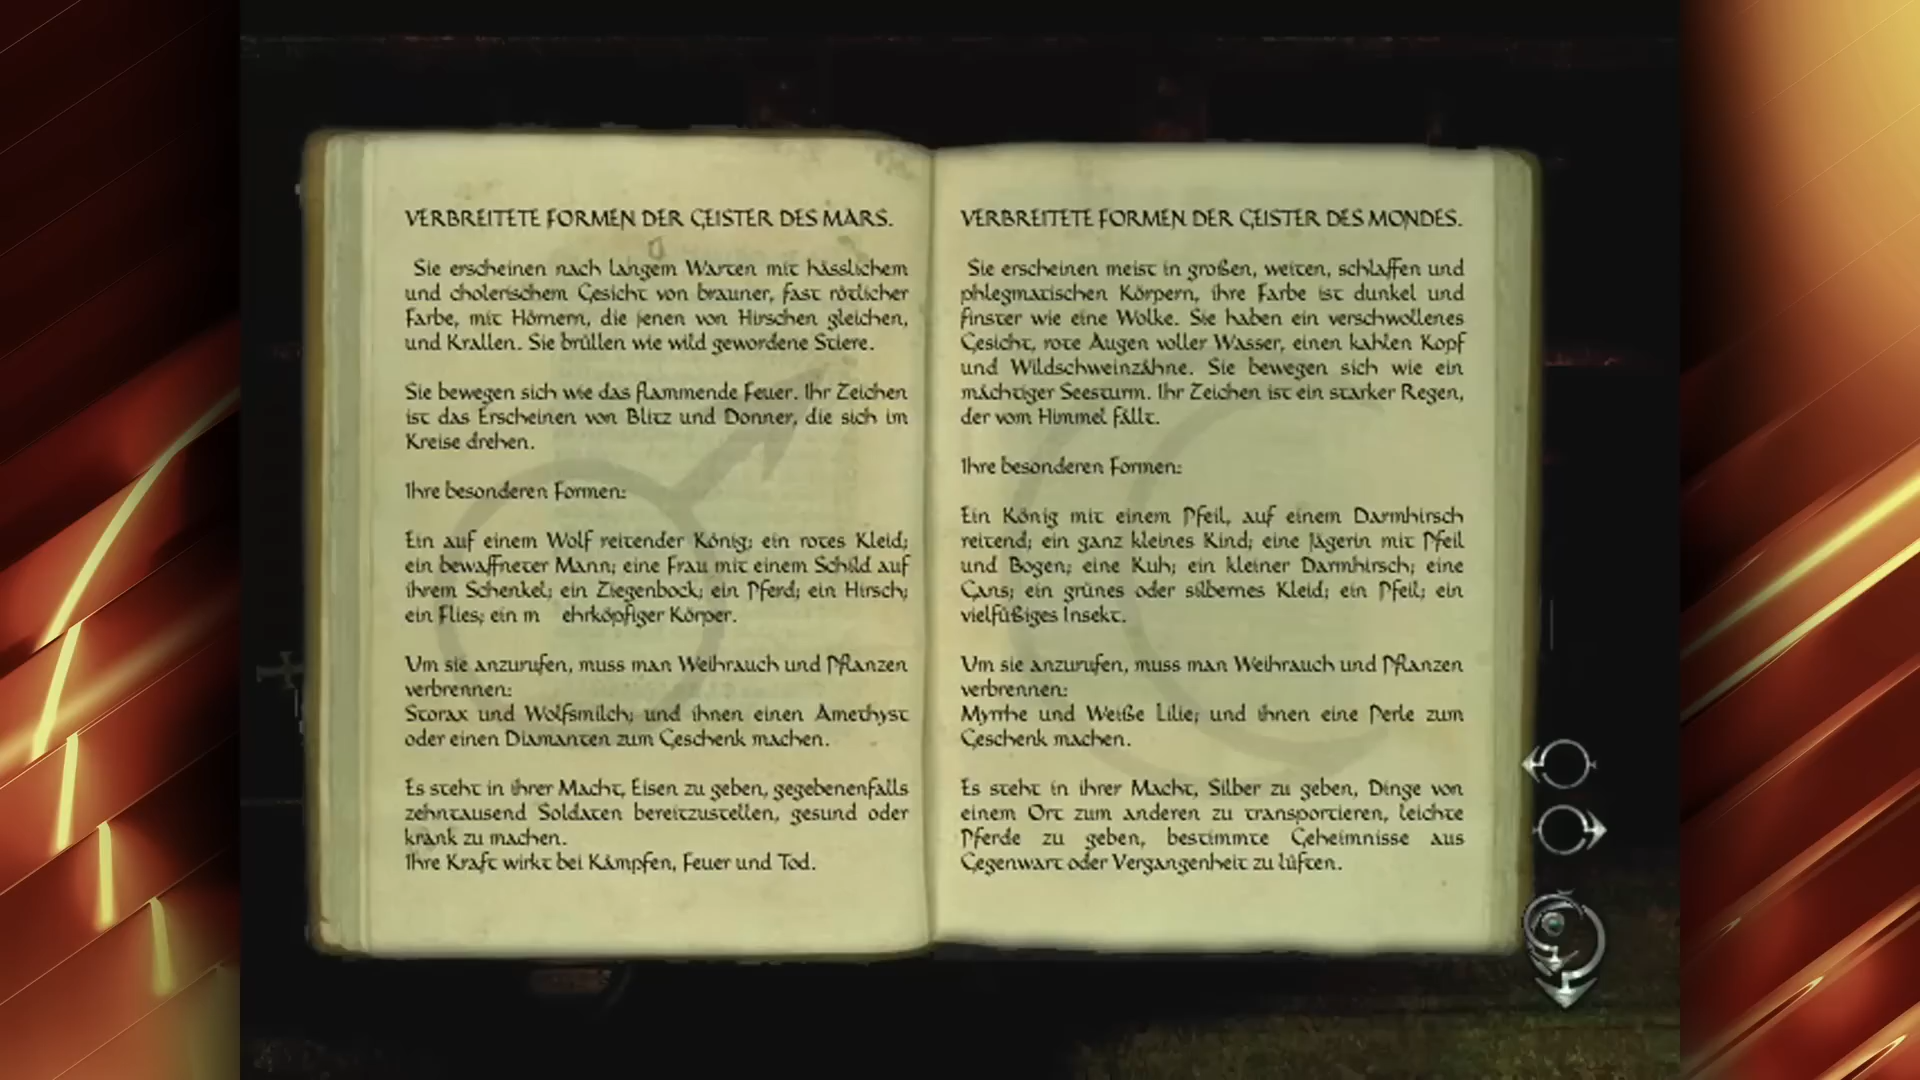 VERBREITETE FORMEN DER GEISTER DES MARS.
Sie erscheinen nach langem Warten mit hässlichem
und cholerischem Gesicht von brauner, fast rötlicher
Farbe, mit Hörnern, die jenen von Hirschen gleichen,
und Krallen. Sie brüllen wie wild gewordene Stiere.
Sie bewegen sich wie das flammende Feuer. Ihr Zeichen
ist das Erscheinen von Blitz und Donner, die sich im
Kreise drehen.
Ihre besonderen Formen:
Ein auf einem Wolf reitender König; ein rotes Kleid;
ein bewaffneter Mann; eine Frau mit einem Schild auf
ihrem Schenkel; ein Ziegenbock; ein Pferd; ein Hirsch;
ein Flies; ein m ehrköpfiger Körper.
Um sie anzurufen, muss man Weihrauch und Pflanzen
verbrennen:
Storax und Wolfsmilch; und ihnen einen Amethyst
oder einen Diamanten zum Geschenk machen.
Es steht in ihrer Macht, Eisen zu geben, gegebenenfalls
zehntausend Soldaten bereitzustellen, gesund oder
krank zu machen.
Ihre Kraft wirkt bei Kämpfen, Feuer und Tod.
VERBREITETE FORMEN DER GEISTER DES MONDES.
Sie erscheinen meist in großen, weiten, schlaffen und
phlegmatischen Körpern, ihre Farbe ist dunkel und
finster wie eine Wolke. Sie haben ein verschwollenes
Gesicht, rote Augen voller Wasser, einen kahlen Kopf
und Wildschweinzähne. Sie bewegen sich wie ein
mächtiger Seesturm. Ihr Zeichen ist ein starker Regen,
der vom Himmel fällt.
Ihre besonderen Formen:
Ein König mit einem Pfeil, auf einem Darmhirsch
reitend; ein ganz kleines Kind; eine Jägerin mit Pfeil
und Bogen; eine Kuh; ein kleiner Darmhirsch; eine
Gans; ein grünes oder silbernes Kleid; ein Pfeil; ein
vielfüßiges Insekt.
Um sie anzurufen, muss man Weihrauch und Pflanzen
verbrennen:
Myrrhe und Weiße Lilie; und ihnen eine Perle zum
Geschenk machen.
Es steht in ihrer Macht, Silber zu geben, Dinge von
einem Ort zum anderen zu transportieren, leichte
Pferde zu geben, bestimmte Geheimnisse aus
Gegenwart oder Vergangenheit zu lüften.